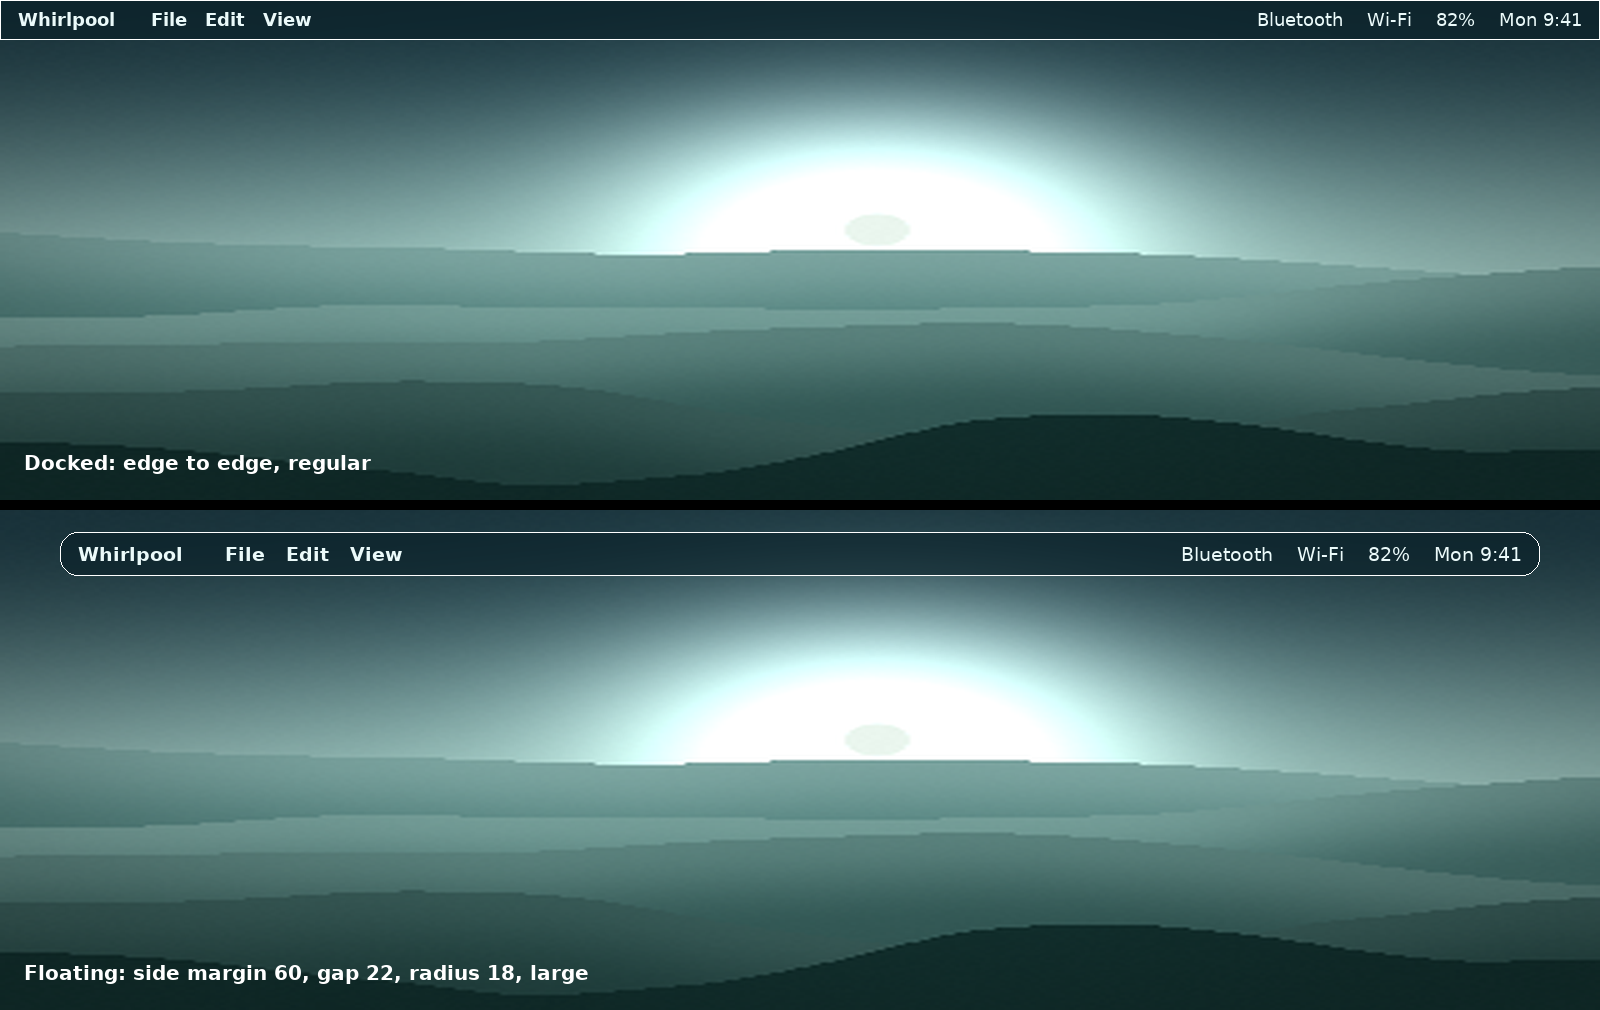 Whirlpool File Edit View Bluetooth Wi-Fi 82% Mon 9:41
Docked: edge to edge, regular
Whirlpool File Edit View Bluetooth Wi-Fi 82% Mon 9:41
Floating: side margin 60, gap 22, radius 18, large